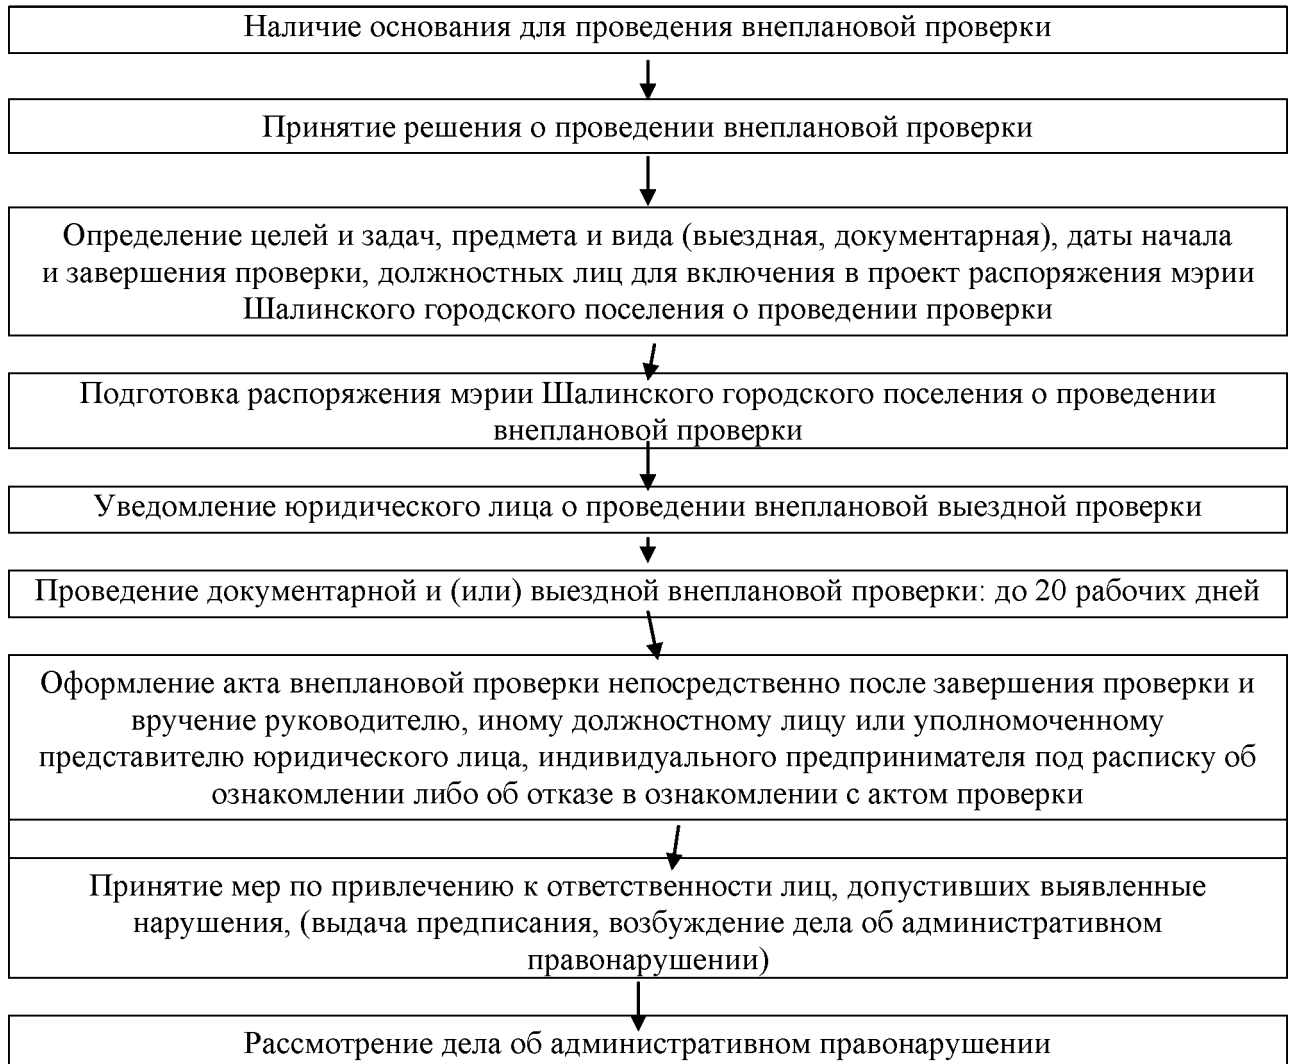 Наличие основания для проведения внеплановой проверки
Принятие решения о проведении внеплановой проверки
Определение целей и задач, предмета и вида (выездная, документарная), даты начала
и завершения проверки, должностных лиц для включения в проект распоряжения мэрии
Шалинского городского поселения о проведении проверки
Подготовка распоряжения мэрии Шалинского городского поселения о проведении
внеплановой проверки
Уведомление юридического лица о проведении внеплановой выездной проверки
Проведение документарной и (или) выездной внеплановой проверки: до 20 рабочих дней
Оформление акта внеплановой проверки непосредственно после завершения проверки и
вручение руководителю, иному должностному лицу или уполномоченному
представителю юридического лица, индивидуального предпринимателя под расписку об
ознакомлении либо об отказе в ознакомлении с актом проверки
Принятие мер по привлечению к ответственности лиц, допустивших выявленные
нарушения, (выдача предписания, возбуждение дела об административном
правонарушении)
Рассмотрение дела об административном правонарушении